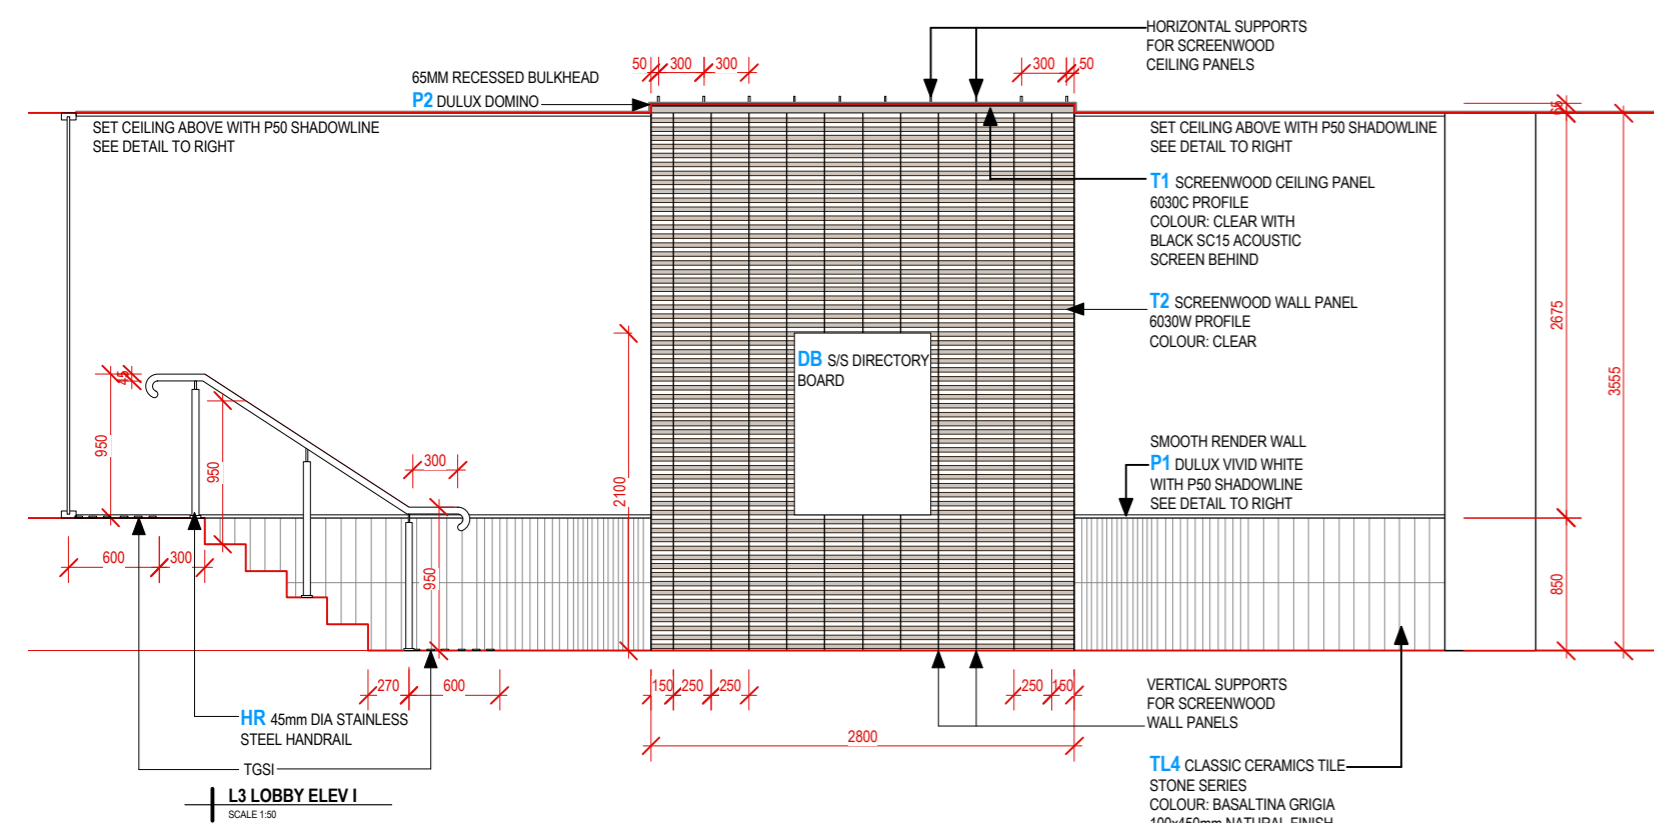 HORIZONTAL SUPPORTS
FOR SCREENWOOD
CEILING PANELS
50
300
300
300
50
65MM RECESSED BULKHEAD
P2 DULUX DOMINO
SET CEILING ABOVE WITH P50 SHADOWLINE
SEE DETAIL TO RIGHT
SET CEILING ABOVE WITH P50 SHADOWLINE
SEE DETAIL TO RIGHT
65
T1 SCREENWOOD CEILING PANEL
6030C PROFILE
COLOUR: CLEAR WITH
BLACK SC15 ACOUSTIC
SCREEN BEHIND
T2 SCREENWOOD WALL PANEL
6030W PROFILE
COLOUR: CLEAR
2675
3555
DB S/S DIRECTORY
BOARD
45
950
950
300
2100
SMOOTH RENDER WALL
P1 DULUX VIVID WHITE
WITH P50 SHADOWLINE
SEE DETAIL TO RIGHT
600
300
950
850
270
600
150
250
250
250
150
2800
VERTICAL SUPPORTS
FOR SCREENWOOD
WALL PANELS
HR 45mm DIA STAINLESS
STEEL HANDRAIL
TGSI
TL4 CLASSIC CERAMICS TILE
STONE SERIES
COLOUR: BASALTINA GRIGIA
100x450mm NATURAL FINISH
L3 LOBBY ELEV I
SCALE 1:50